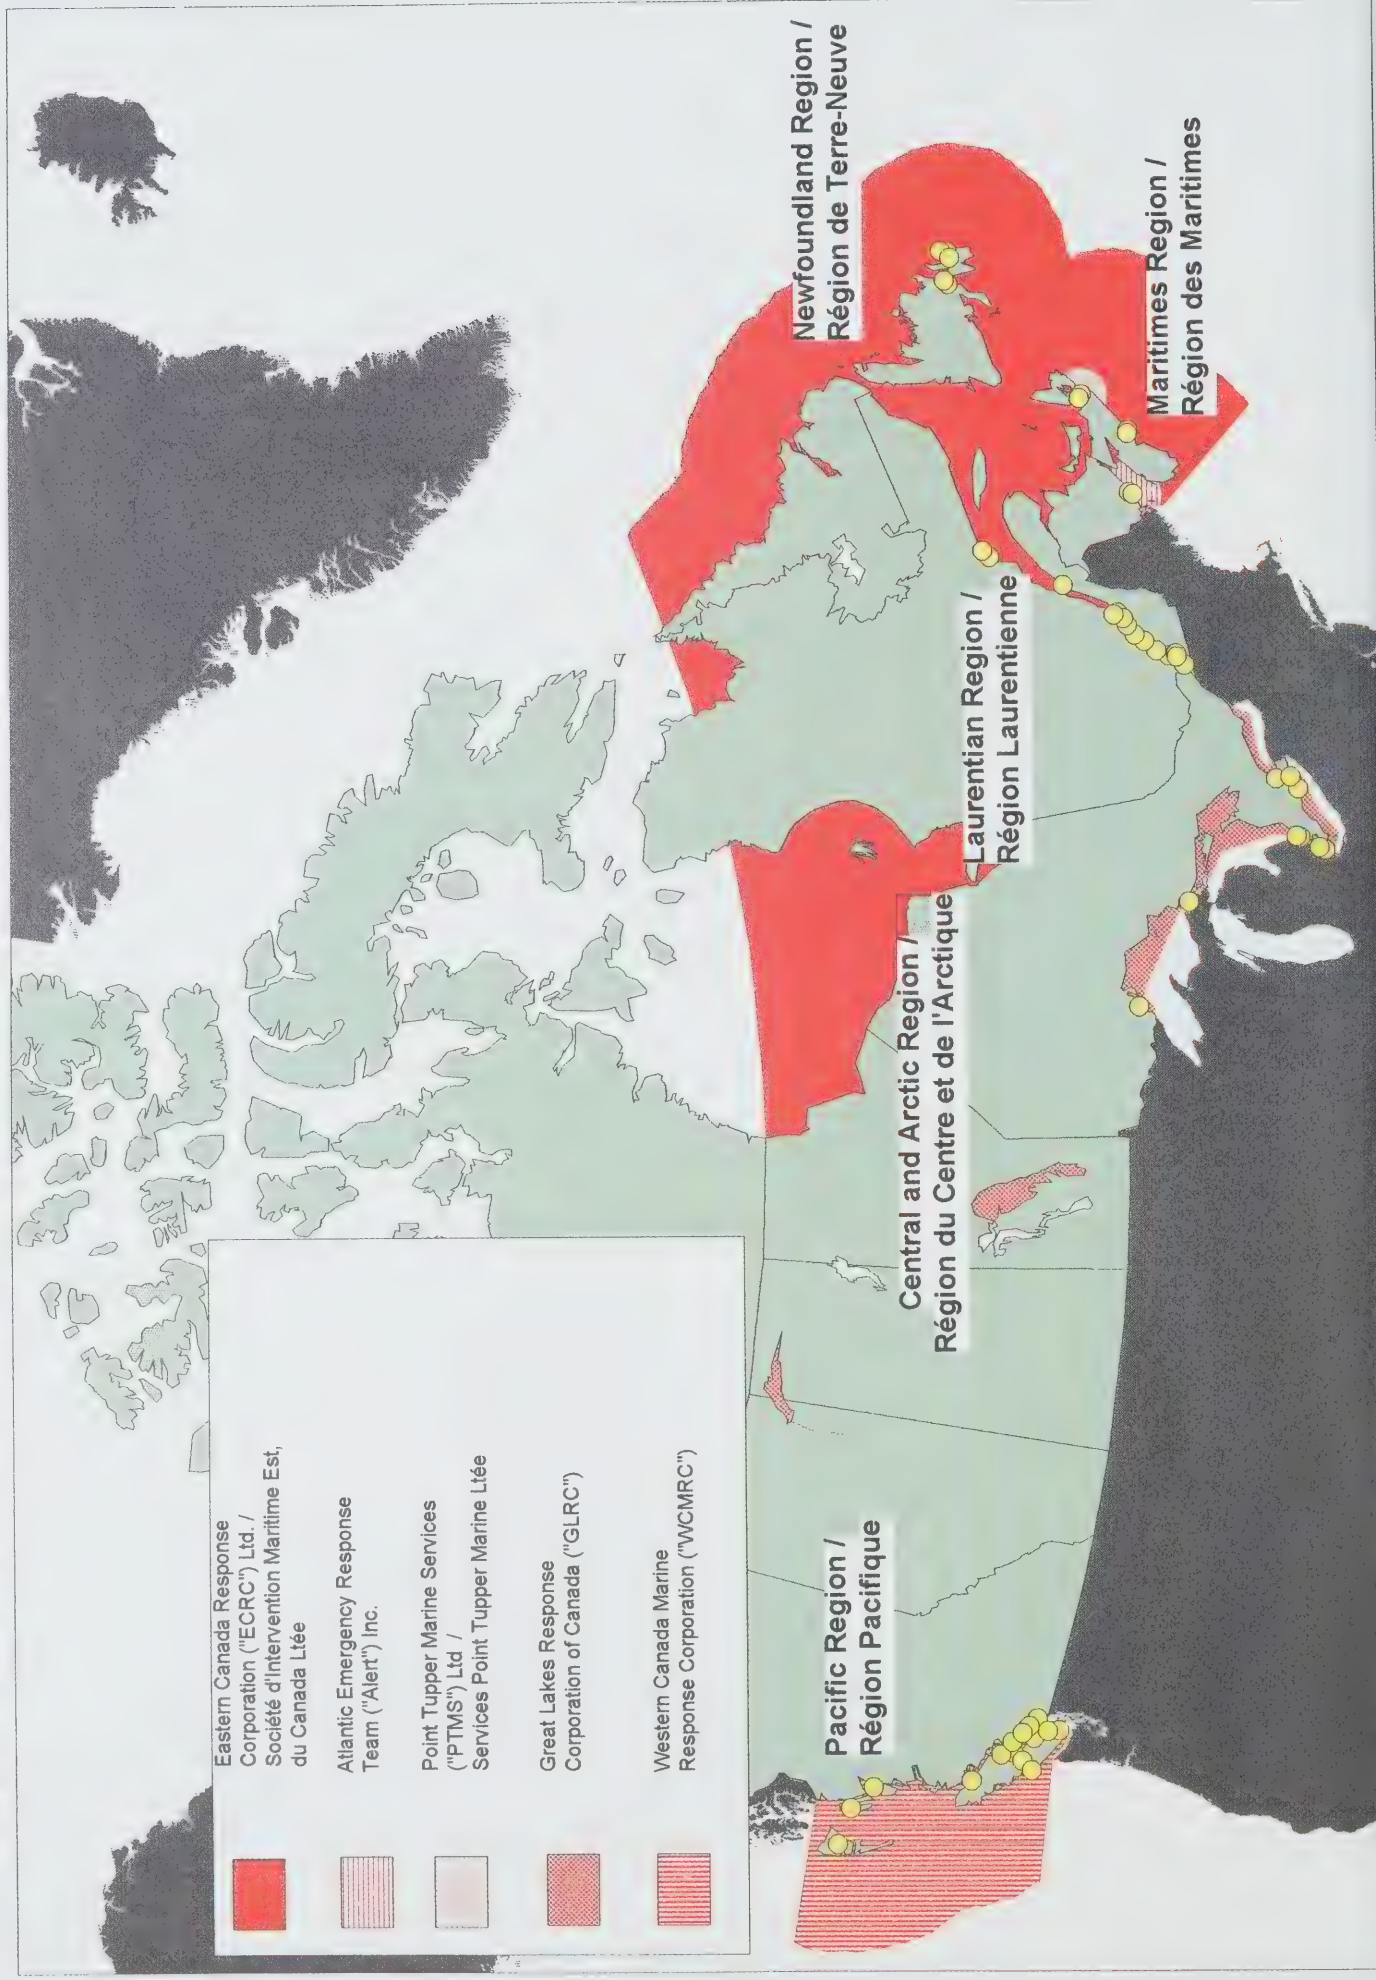 Eastern Canada Response
Corporation ("ECRC") Ltd. /
Société d'Intervention Maritime Est,
du Canada Ltée
Atlantic Emergency Response
Team ("Alert") Inc.
Point Tupper Marine Services
("PTMS") Ltd /
Services Point Tupper Marine Ltée
Great Lakes Response
Corporation of Canada ("GLRC")
Western Canada Marine
Response Corporation ("WCMRC")
Pacific Region /
Région Pacifique
Central and Arctic Region /
Région du Centre et de l'Arctique
Laurentian Region /
Région Laurentienne
Newfoundland Region /
Région de Terre-Neuve
Maritimes Region /
Région des Maritimes